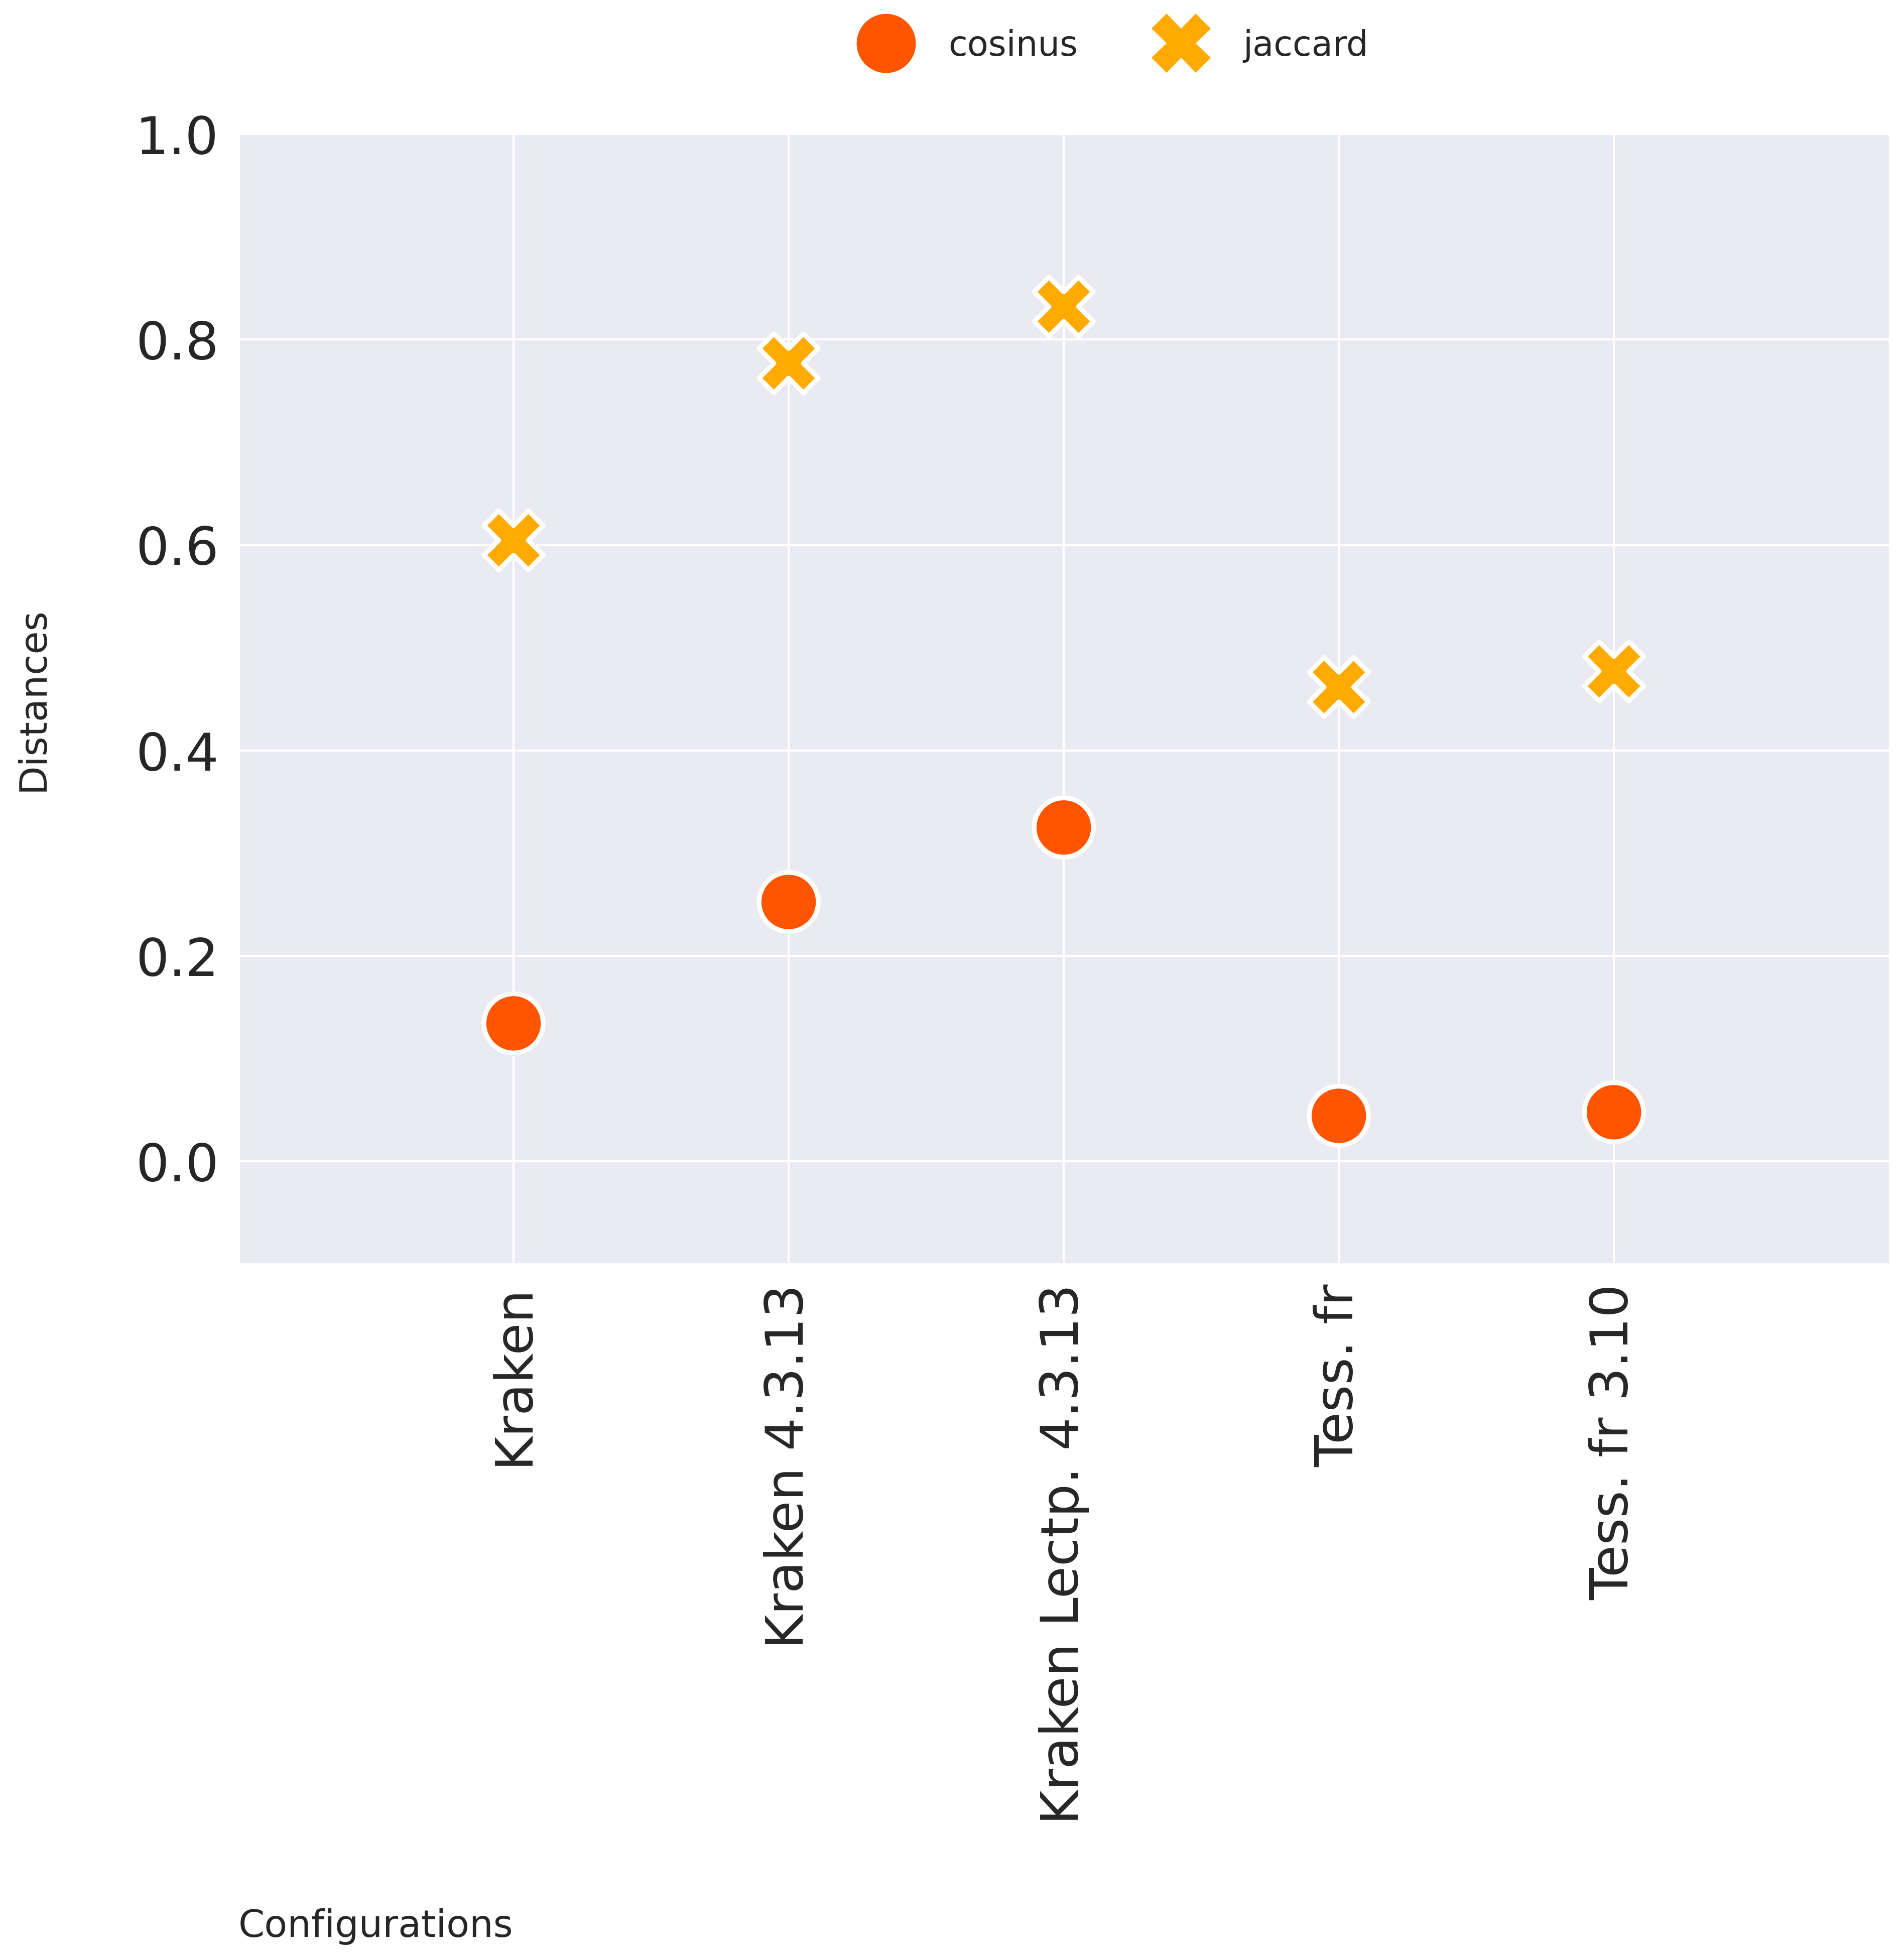 cosinus jaccard
1.0
0.8
0.6
0.4
0.2
0.0
Distances
Kraken
Kraken 4.3.13
Kraken Lectp. 4.3.13
Tess. fr
Tess. fr 3.10
Configurations